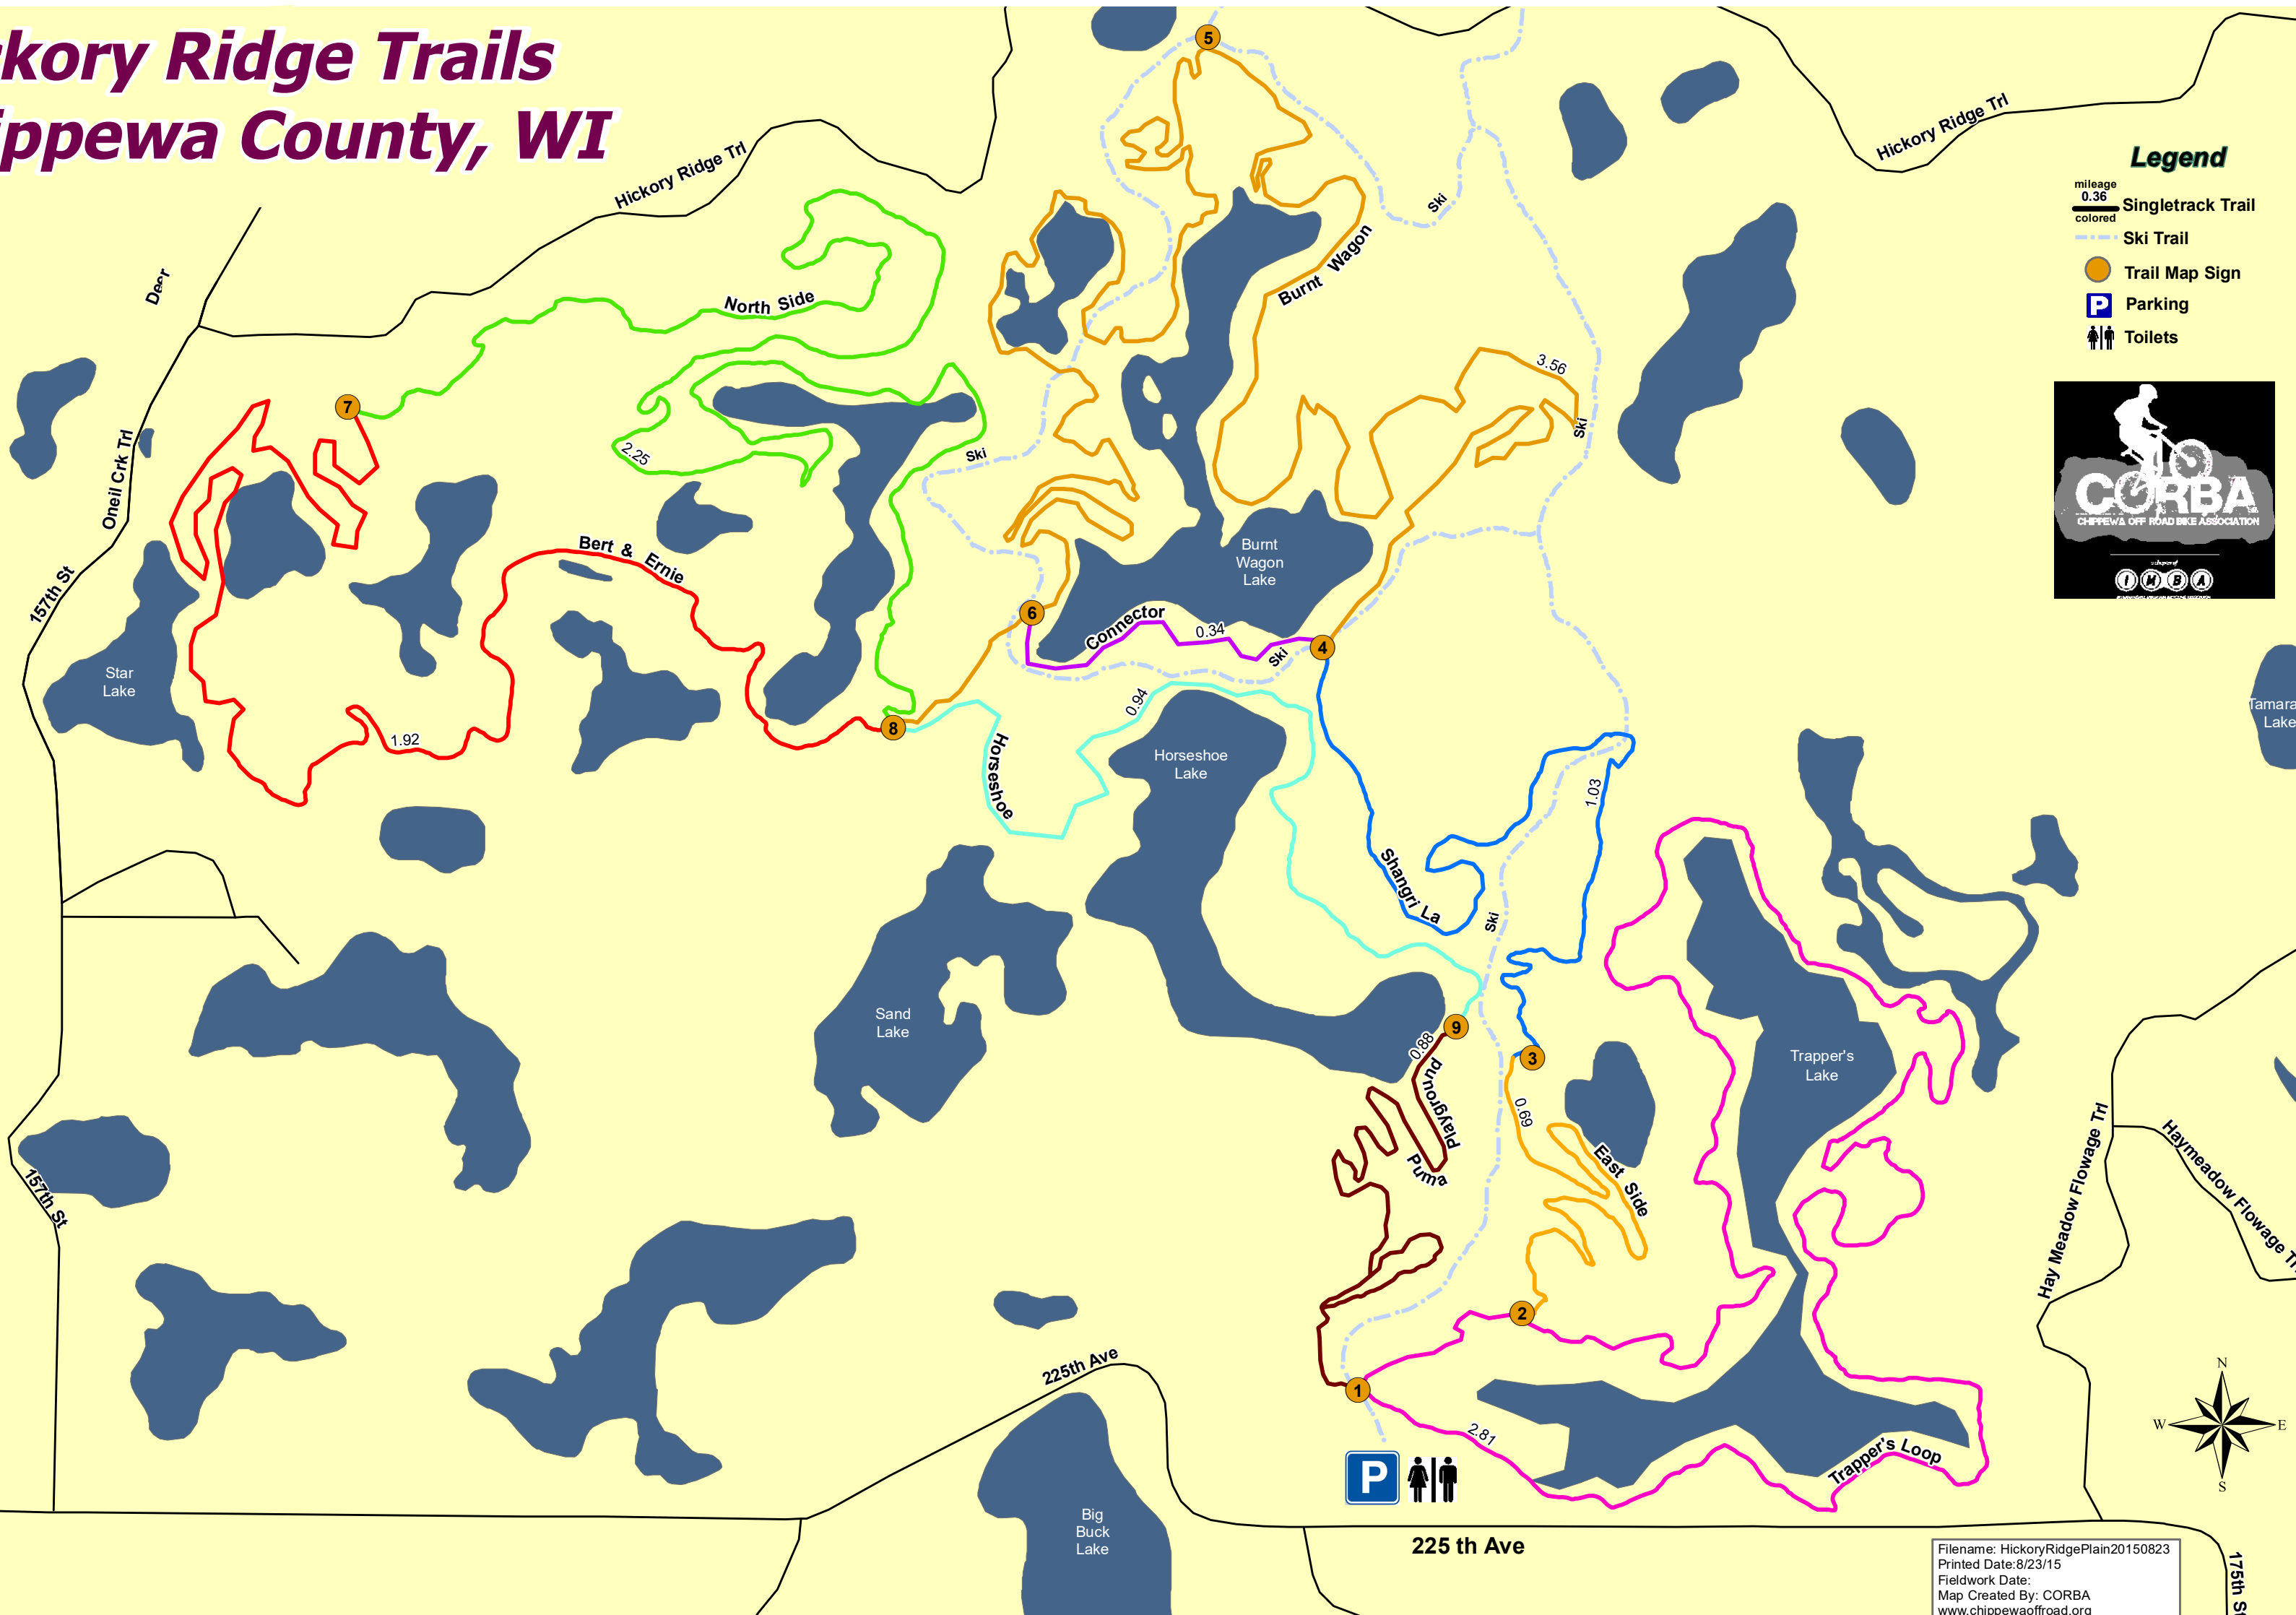 ckory Ridge Trails
ippewa County, WI
5
Hickory Ridge Trl
Hickory Ridge Trl
Legend
mileage
0.36
colored
Singletrack Trail
Ski Trail
Trail Map Sign
P Parking
Toilets
CORBA
CHIPPEWA OFF ROAD BIKE ASSOCIATION
IMBA
Ski
Burnt Wagon
North Side
Deer
7
3.56
Ski
2.25
Ski
Oneil Crk Trl
Bert & Ernie
Burnt
Wagon
Lake
157th St
6
Connector
0.34
4
Ski
Star
Lake
Tamara
Lake
0.94
8
1.92
Horseshoe
Horseshoe
Lake
1.03
Shangri La
Ski
Sand
Lake
9
0.88
3
Trapper's
Lake
Puma Playground
0.69
East Side
157th St
Hay Meadow Flowage Trl
Haymeadow Flowage Tr
2
225th Ave
1
2.81
Trapper's Loop
P
N
W
E
S
Big
Buck
Lake
225 th Ave
175th St
Filename: HickoryRidgePlain20150823
Printed Date:8/23/15
Fieldwork Date:
Map Created By: CORBA
www.chippewaoffroad.org